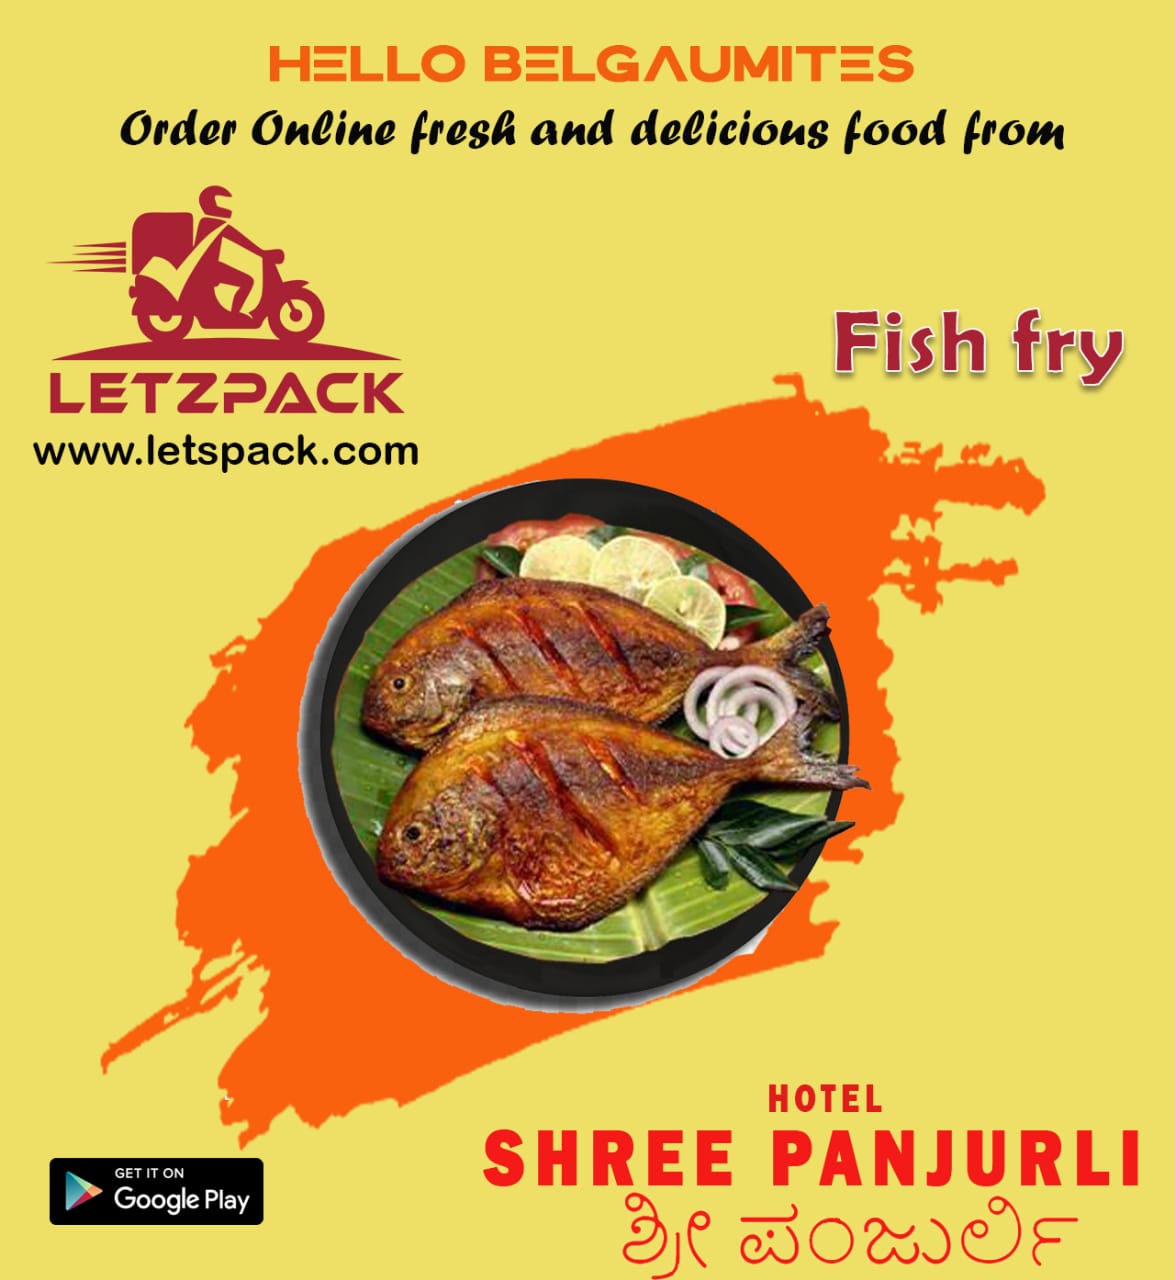 HELLO BELGAUMITES
Order Online fresh and delicious food from
LETZPACK
www.letspack.com
Fish fry
HOTEL
SHREE PANJURLI
ಶ್ರೀ ಪಂಜುರ್ಲಿ
GET IT ON
Google Play